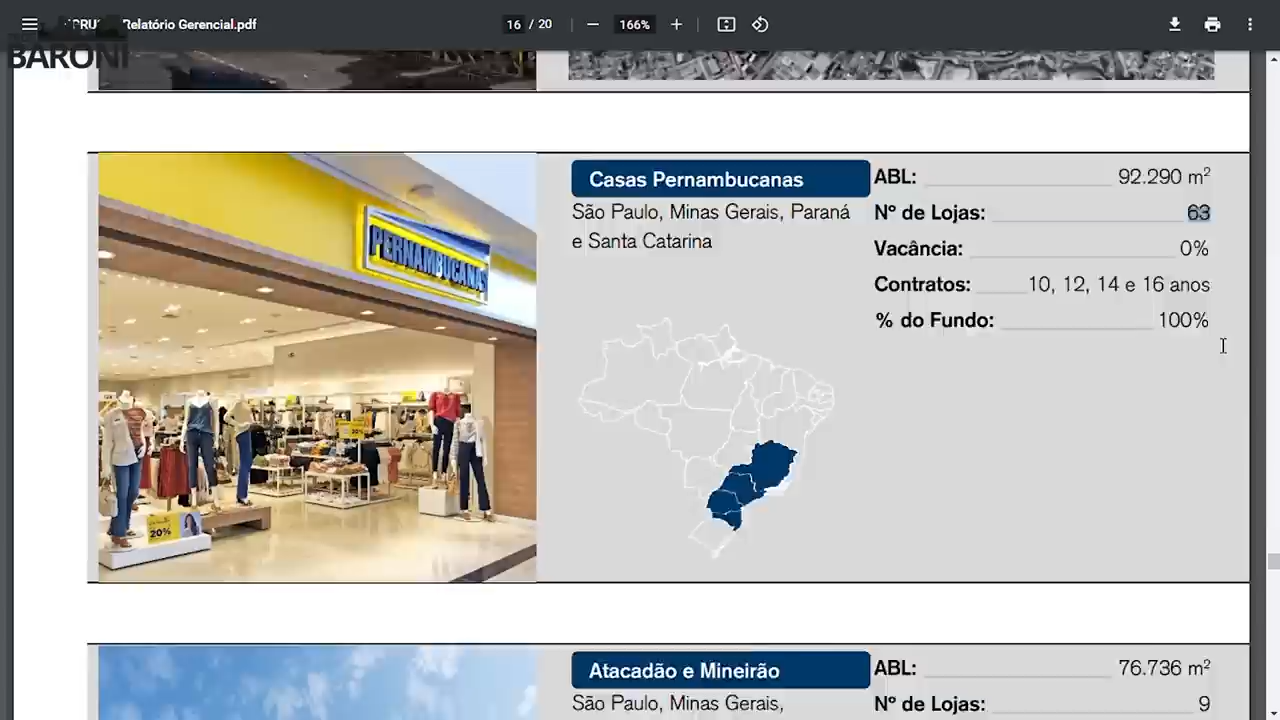 Relatório Gerencial.pdf
16 / 20
166%
BARONI
PERNAMBUCANAS
20%
20%
Casas Pernambucanas
São Paulo, Minas Gerais, Paraná
e Santa Catarina
ABL: 92.290 m²
Nº de Lojas: 63
Vacância: 0%
Contratos: 10, 12, 14 e 16 anos
% do Fundo: 100%
Atacadão e Mineirão
São Paulo, Minas Gerais,
ABL: 76.736 m²
Nº de Lojas: 9